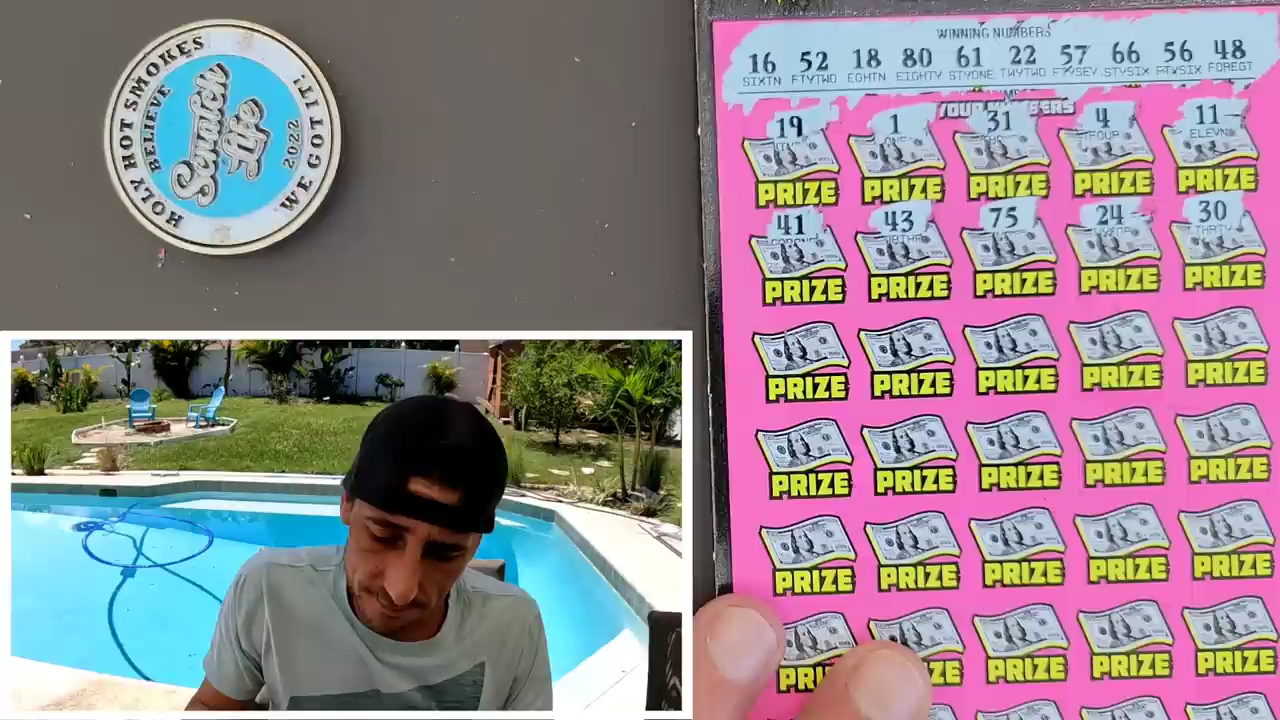 HOLY HOT SMOKES
BELIEVE
Scratch
Life
2022
WE GOT IT!
WINNING NUMBERS
16 52 18 80 61 22 57 66 56 48
SIXTN FTYTWO EGHTN EIGHTY STYONE TWYTWO FTYSEV STYSIX FTYSIX FOREGT
YOUR NUMBERS
19 1 31 4 11
FOUR ELEVN
PRIZE PRIZE PRIZE PRIZE PRIZE
41 43 75 24 30
THRTY
PRIZE PRIZE PRIZE PRIZE PRIZE
PRIZE PRIZE PRIZE PRIZE PRIZE
PRIZE PRIZE PRIZE PRIZE PRIZE
PRIZE PRIZE PRIZE PRIZE PRIZE
PRIZE PRIZE PRIZE